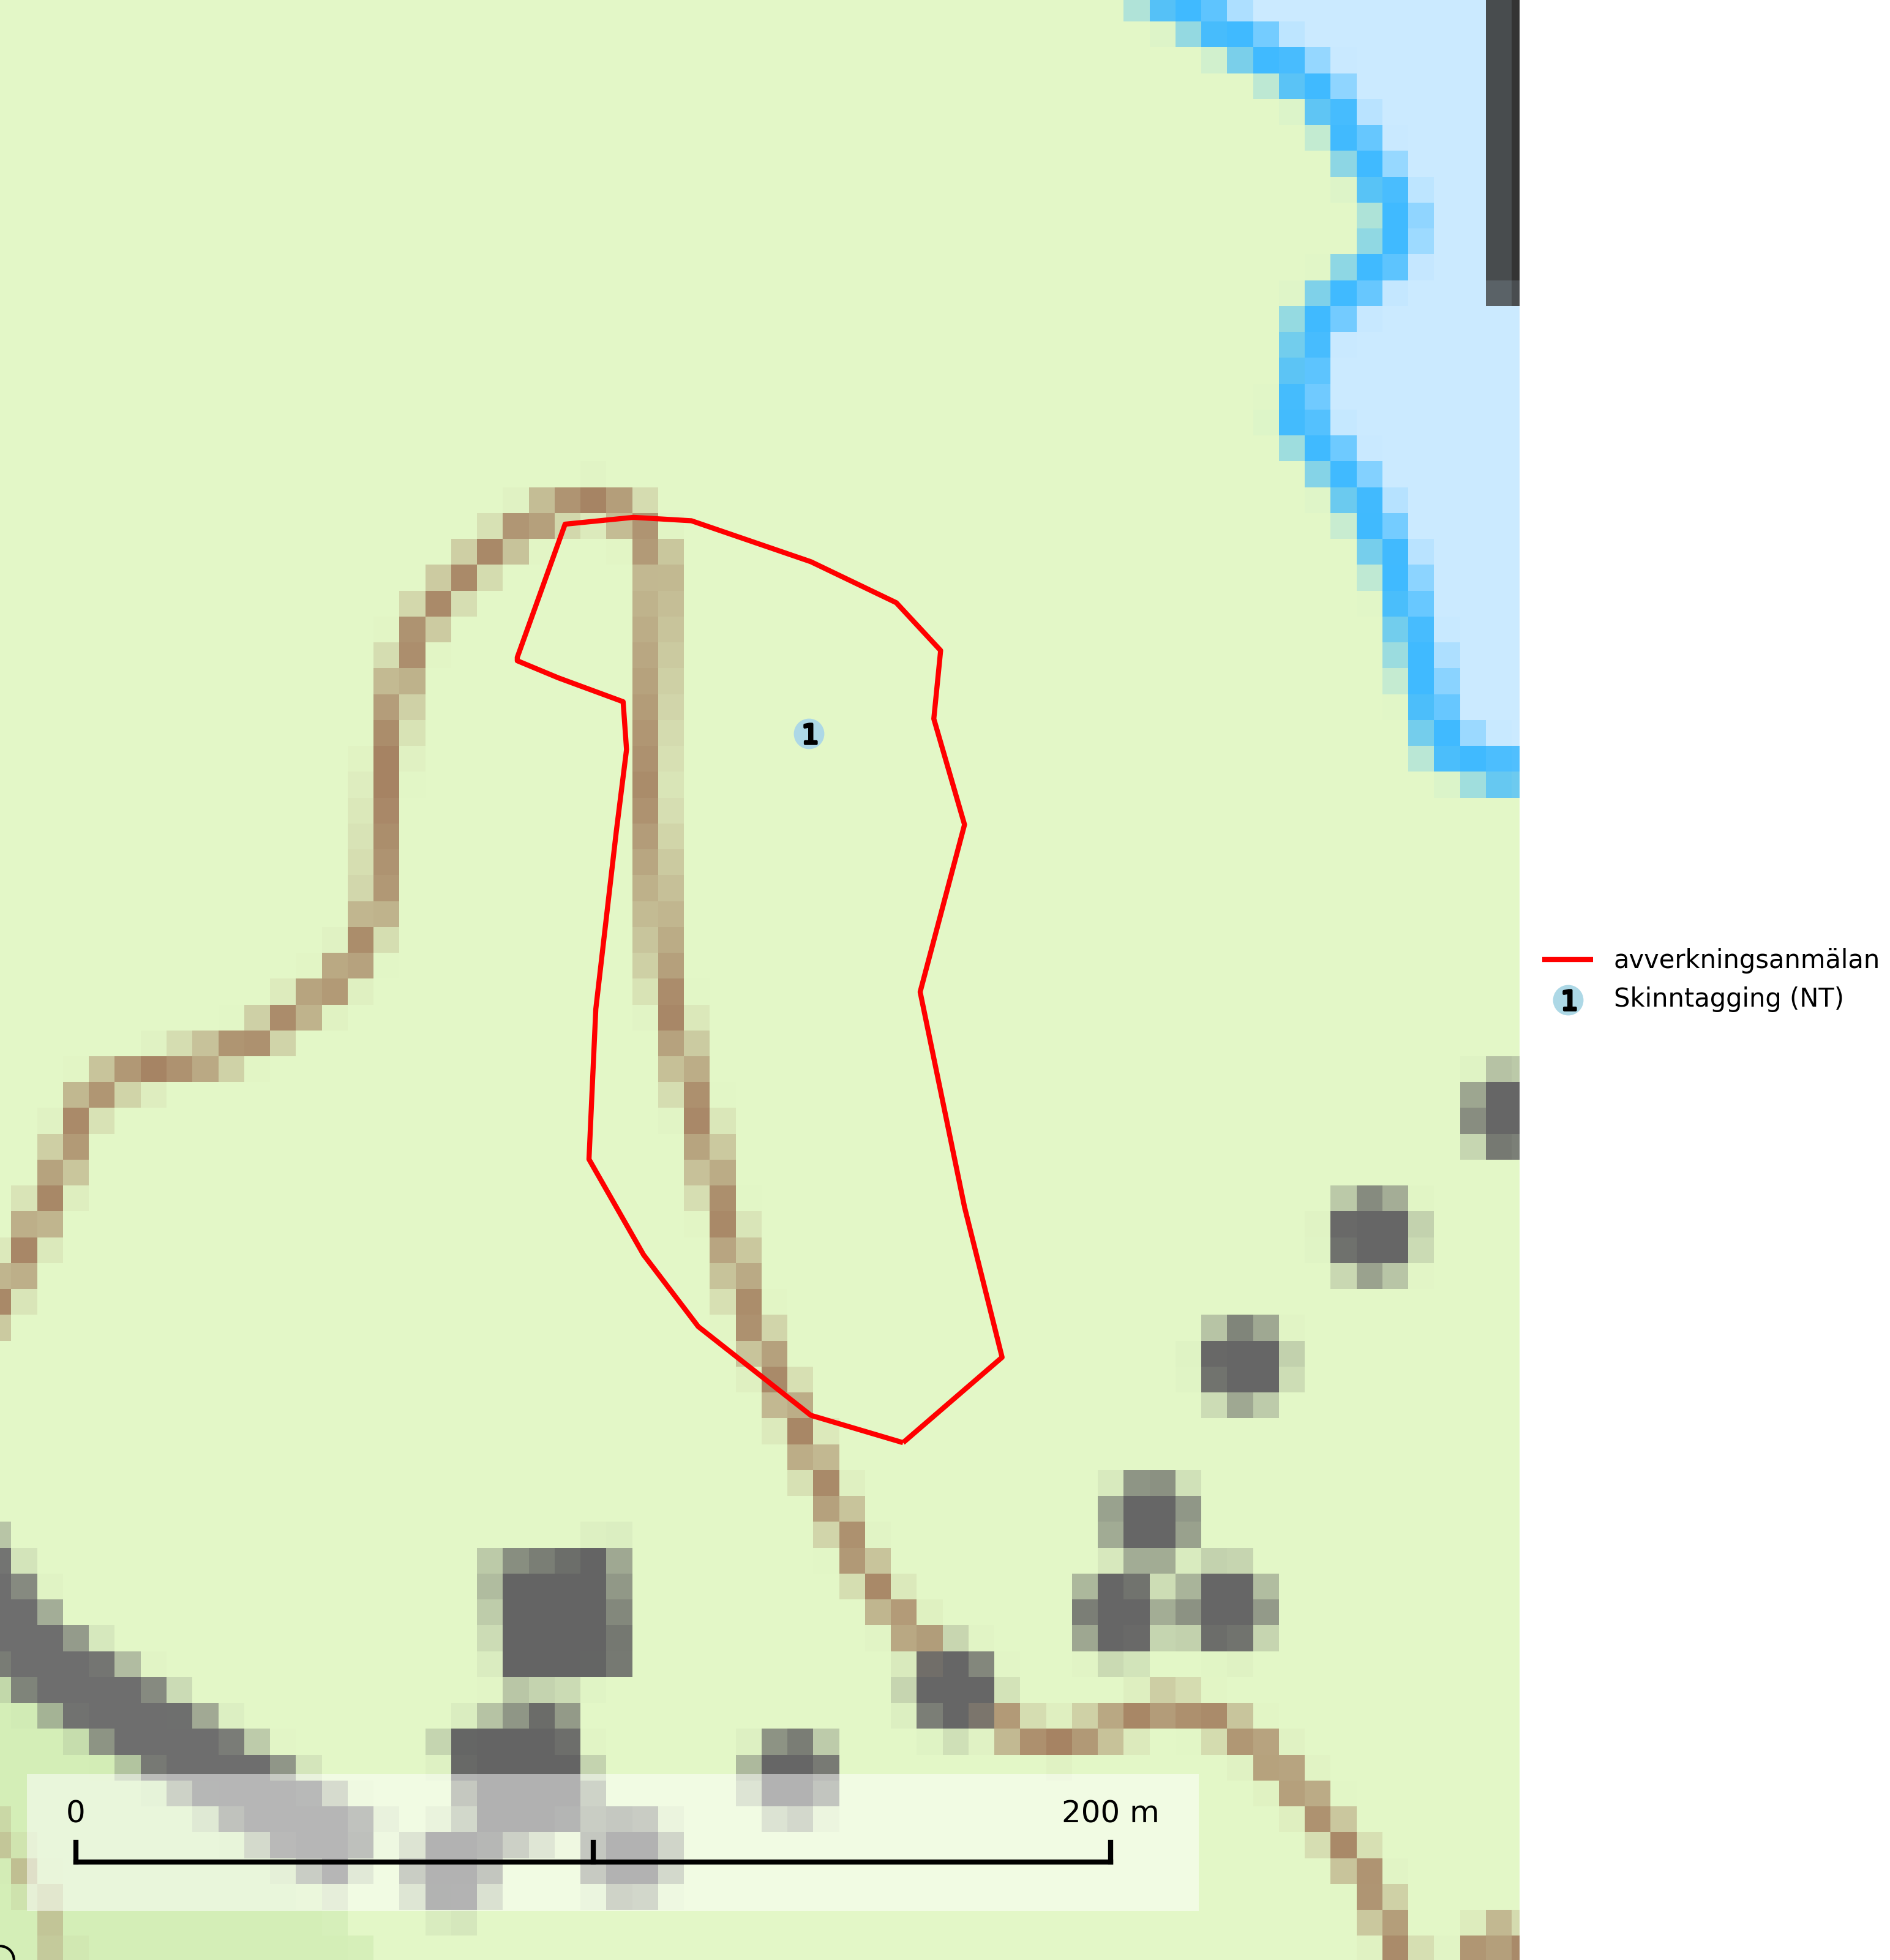 1
avverkningsanmälan
1 Skinntagging (NT)
0 200 m